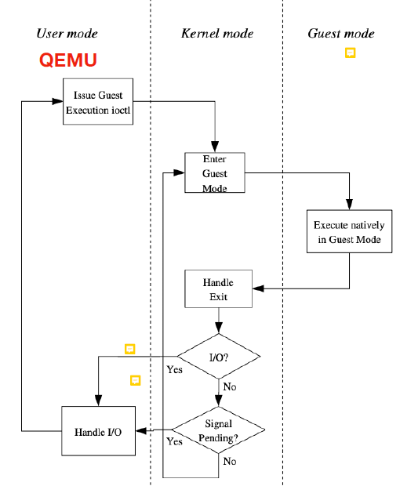 User mode
Kernel mode
Guest mode
QEMU
Issue Guest
Execution ioctl
Enter
Guest
Mode
Execute natively
in Guest Mode
Handle
Exit
I/O?
Yes
No
Handle I/O
Signal
Pending?
Yes
No